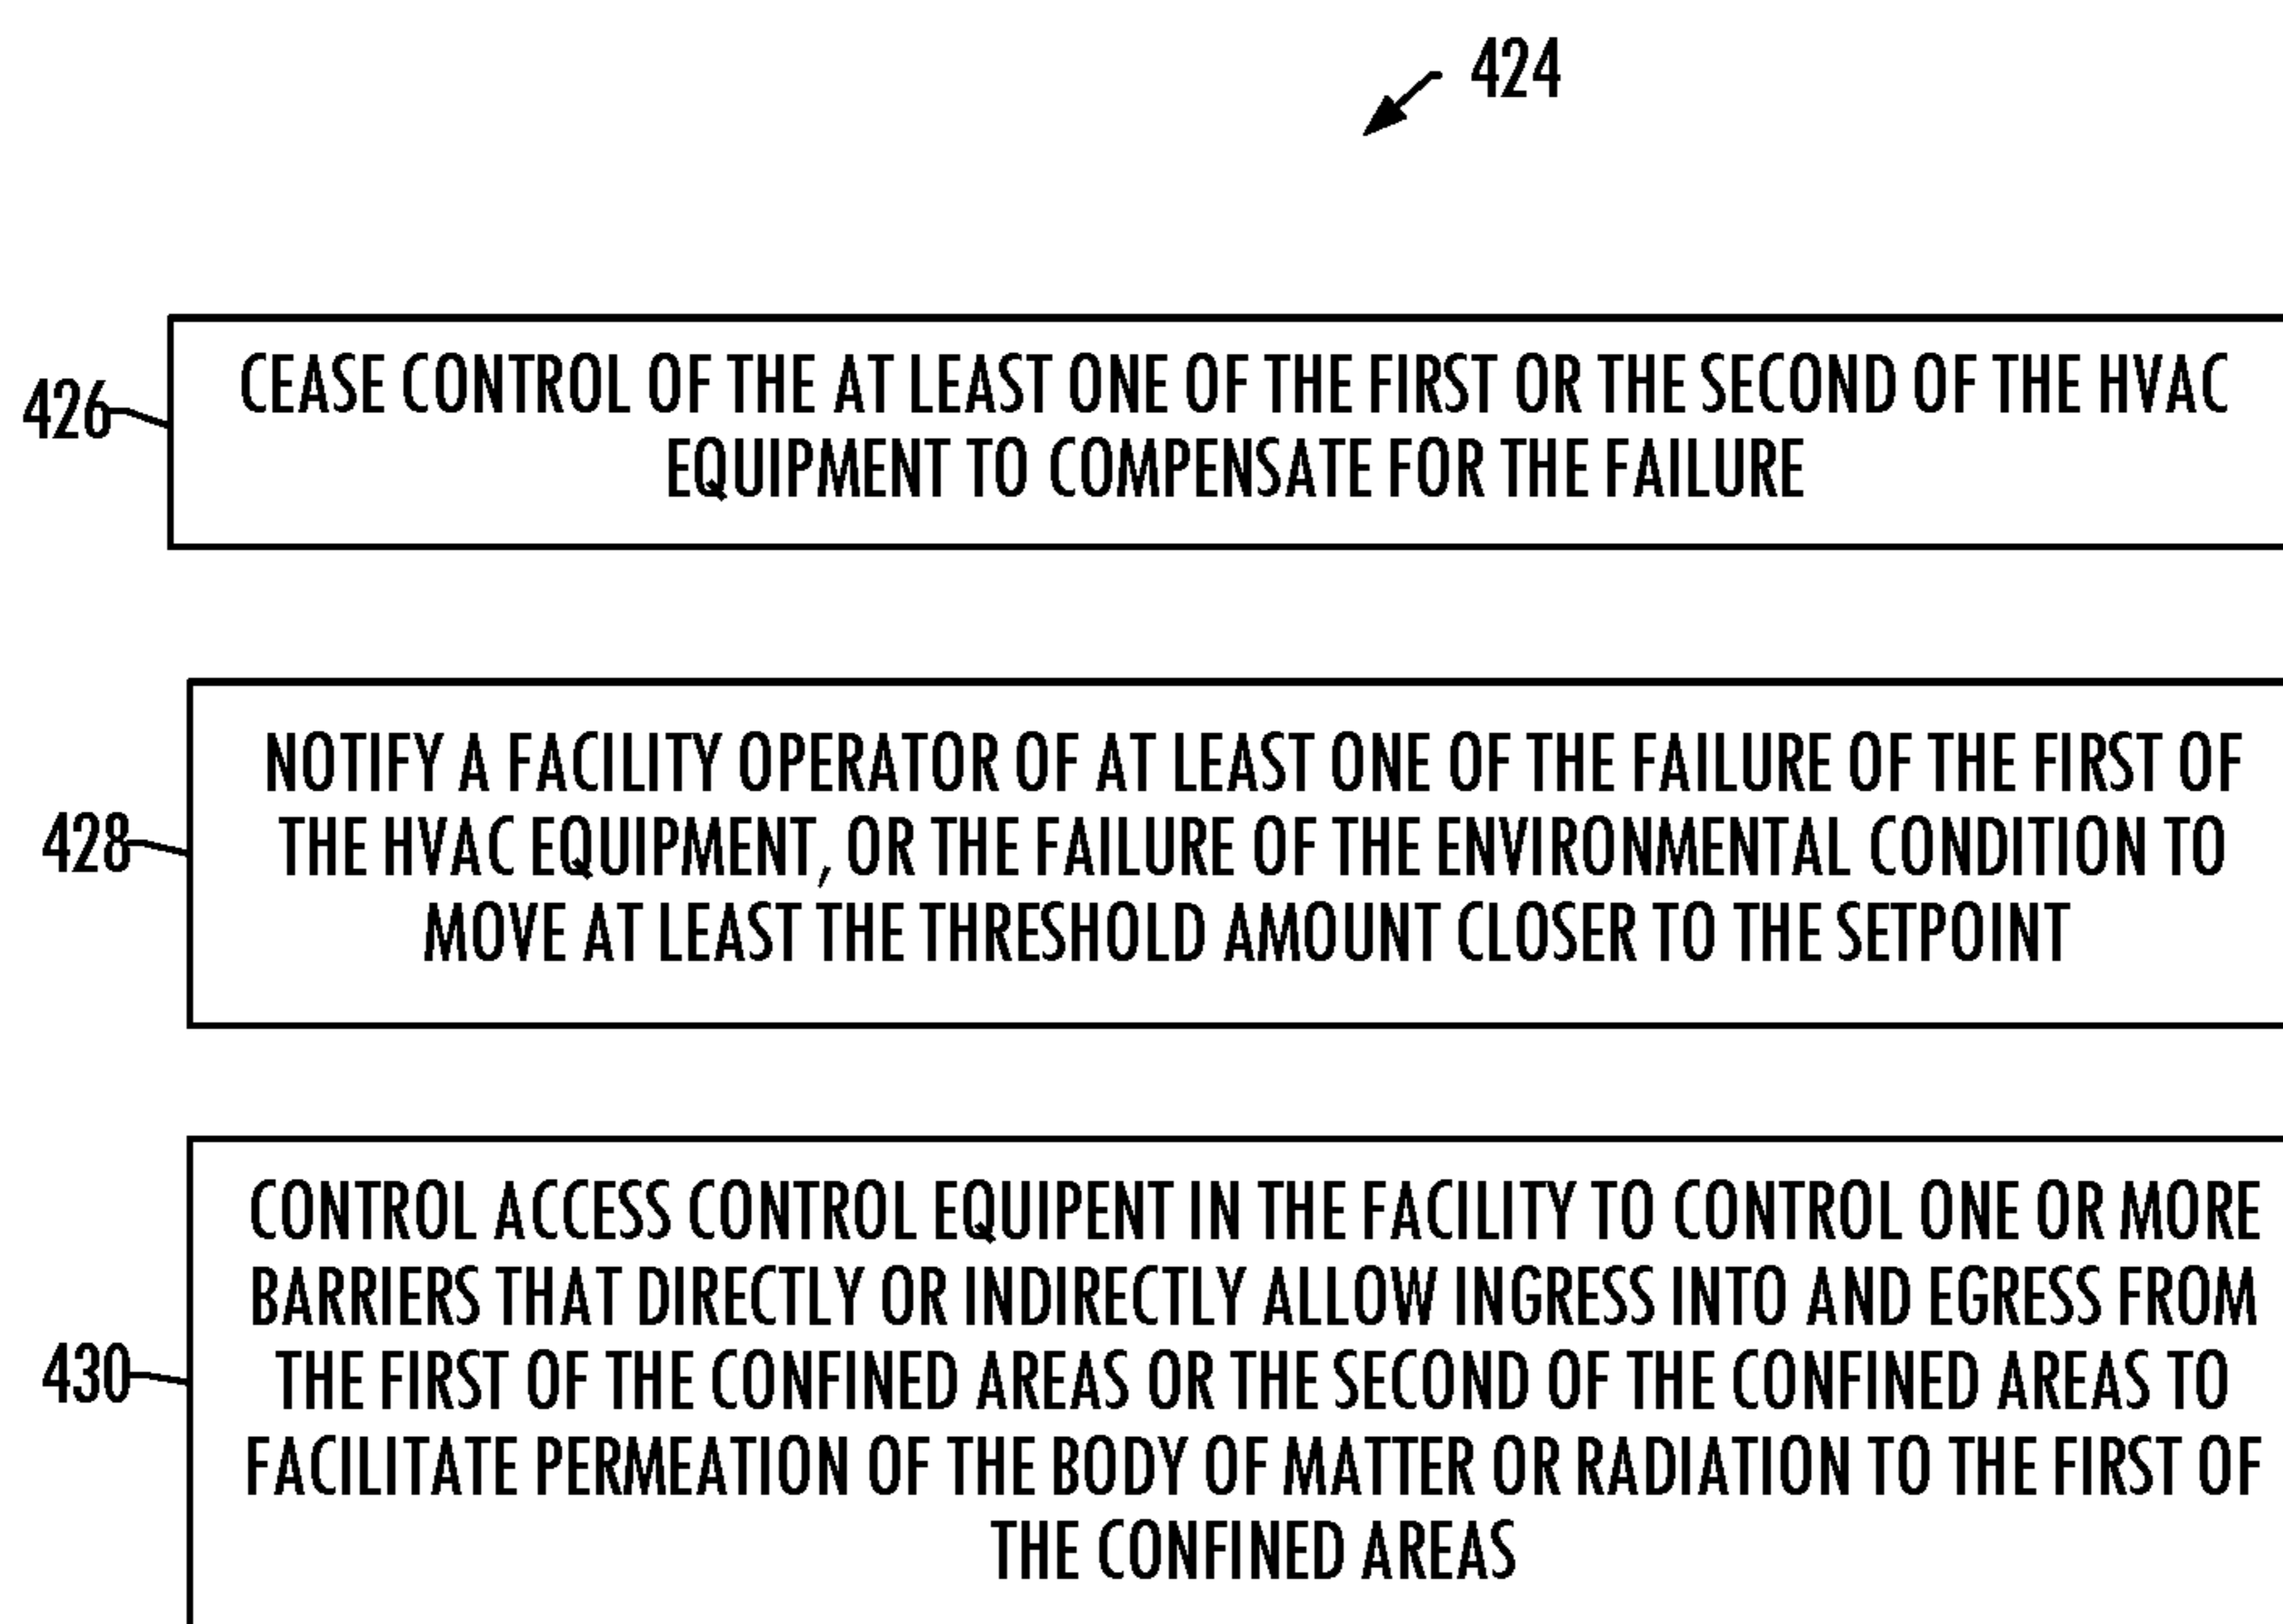 424
426
CEASE CONTROL OF THE AT LEAST ONE OF THE FIRST OR THE SECOND OF THE HVAC
EQUIPMENT TO COMPENSATE FOR THE FAILURE
428
NOTIFY A FACILITY OPERATOR OF AT LEAST ONE OF THE FAILURE OF THE FIRST OF
THE HVAC EQUIPMENT, OR THE FAILURE OF THE ENVIRONMENTAL CONDITION TO
MOVE AT LEAST THE THRESHOLD AMOUNT CLOSER TO THE SETPOINT
430
CONTROL ACCESS CONTROL EQUIPENT IN THE FACILITY TO CONTROL ONE OR MORE
BARRIERS THAT DIRECTLY OR INDIRECTLY ALLOW INGRESS INTO AND EGRESS FROM
THE FIRST OF THE CONFINED AREAS OR THE SECOND OF THE CONFINED AREAS TO
FACILITATE PERMEATION OF THE BODY OF MATTER OR RADIATION TO THE FIRST OF
THE CONFINED AREAS